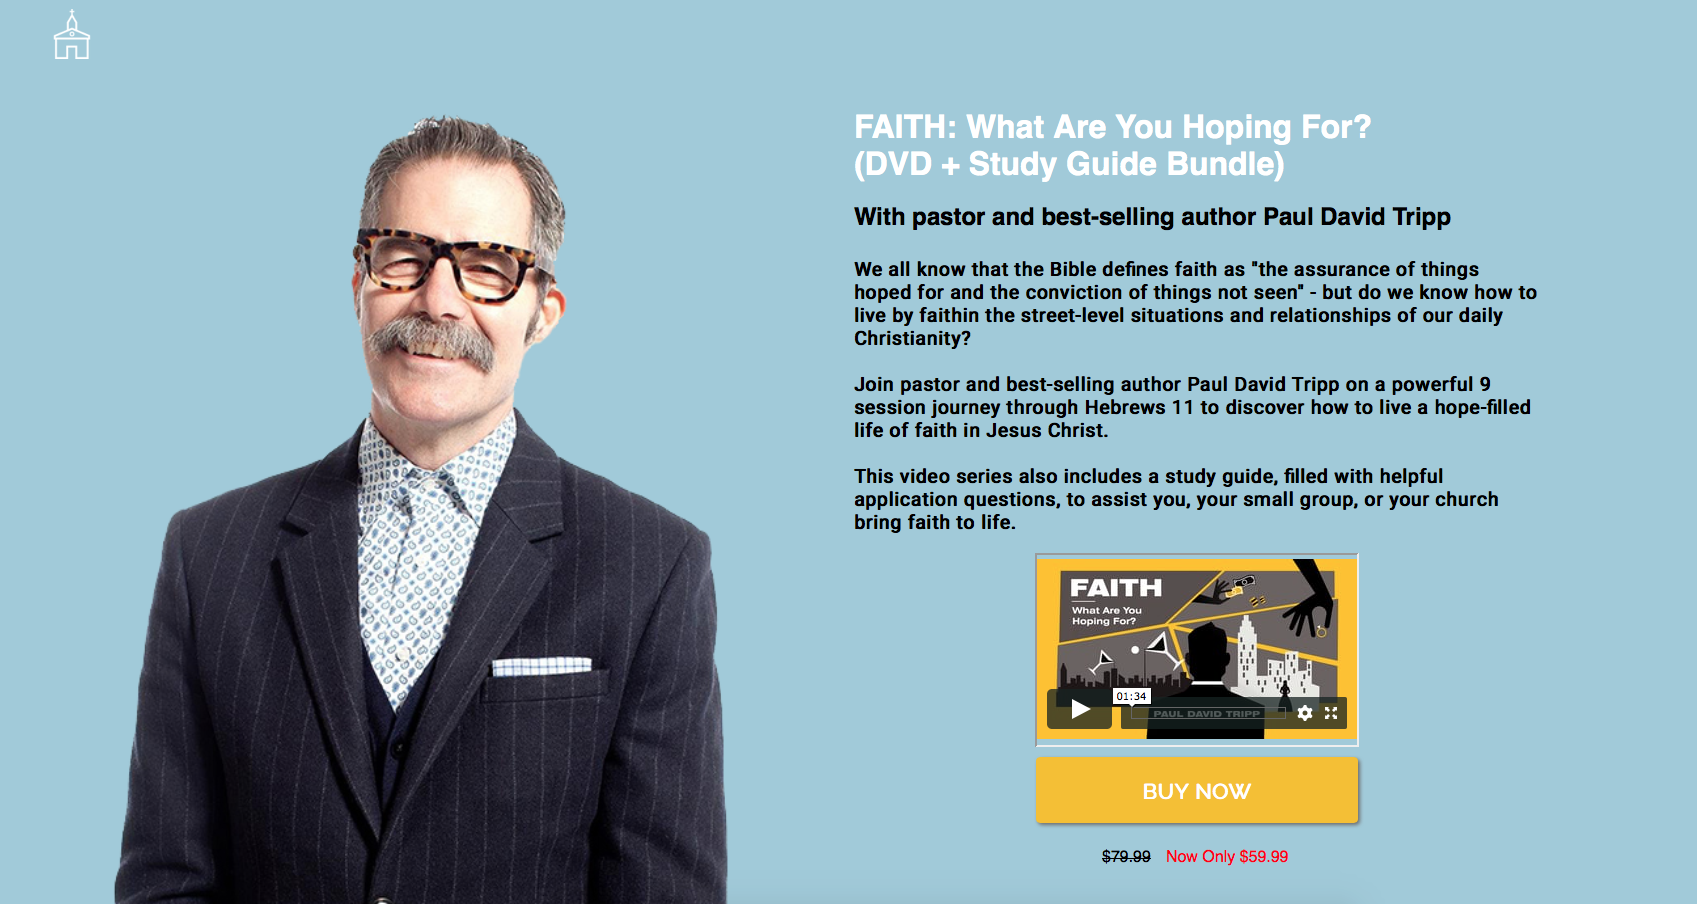 FAITH: What Are You Hoping For?
(DVD + Study Guide Bundle)
With pastor and best-selling author Paul David Tripp
We all know that the Bible defines faith as "the assurance of things
hoped for and the conviction of things not seen" - but do we know how to
live by faithin the street-level situations and relationships of our daily
Christianity?
Join pastor and best-selling author Paul David Tripp on a powerful 9
session journey through Hebrews 11 to discover how to live a hope-filled
life of faith in Jesus Christ.
This video series also includes a study guide, filled with helpful
application questions, to assist you, your small group, or your church
bring faith to life.
FAITH
What Are You
Hoping For?
01:34
PAUL DAVID TRIPP
BUY NOW
$79.99 Now Only $59.99